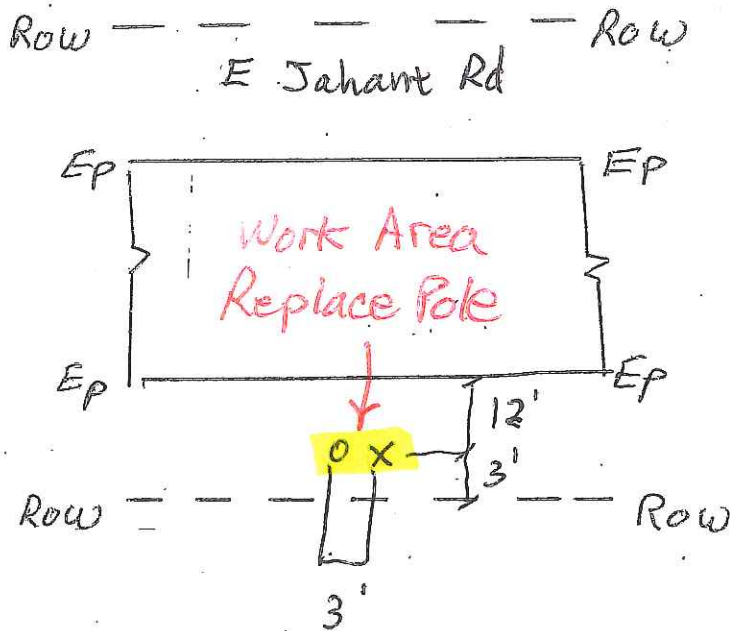 Row Row
E Jahant Rd
Ep Ep
Work Area
Replace Pole
Ep Ep
12'
O X
3'
Row Row
3'